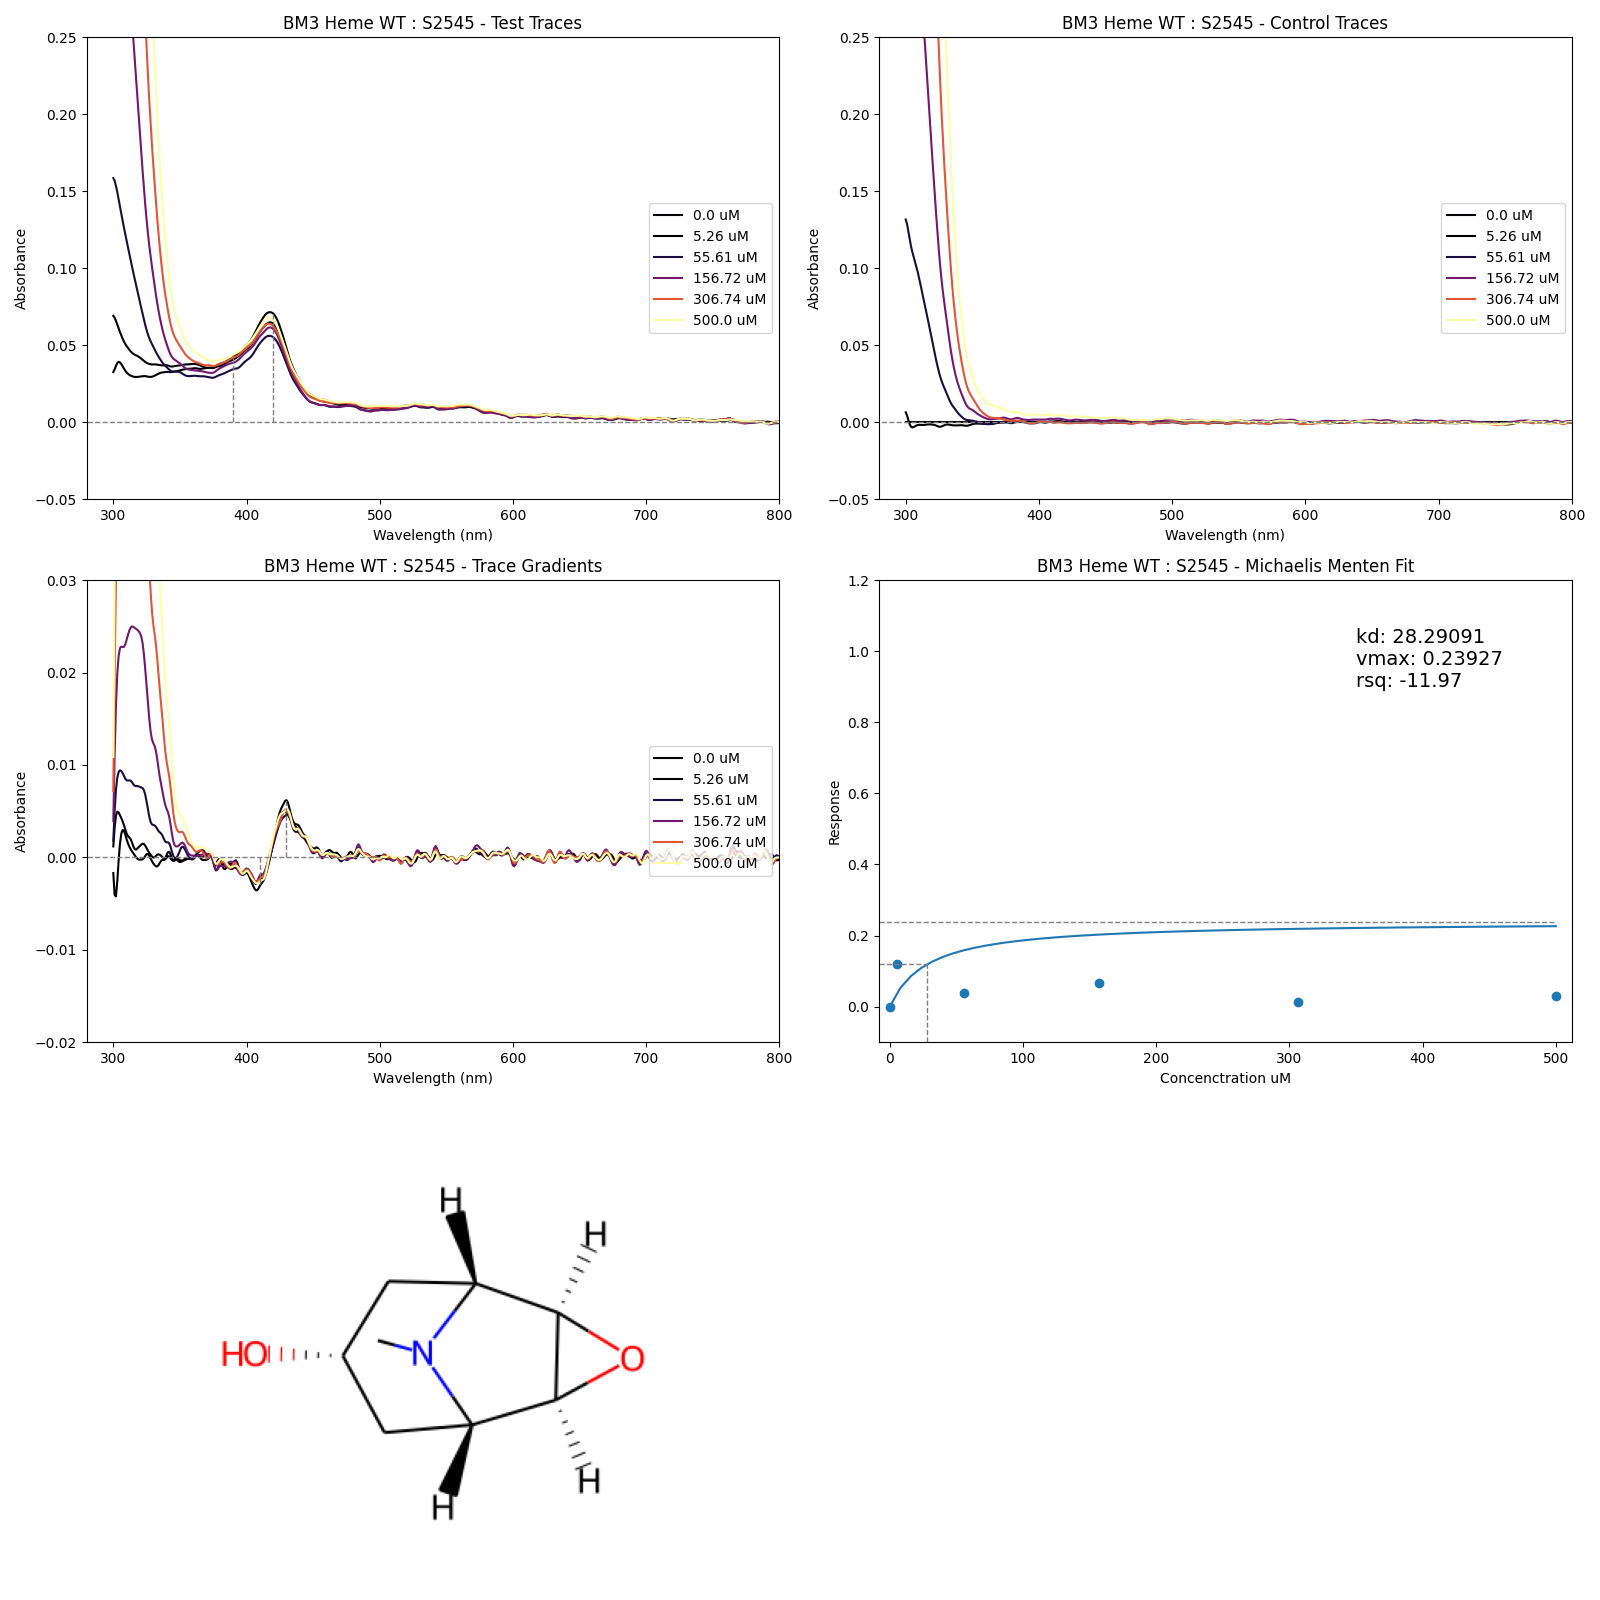 BM3 Heme WT : S2545 - Test Traces
0.25
0.20
0.15
0.10
0.05
0.00
−0.05
Absorbance
300
400
500
600
700
800
Wavelength (nm)
0.0 uM
5.26 uM
55.61 uM
156.72 uM
306.74 uM
500.0 uM
BM3 Heme WT : S2545 - Control Traces
0.25
0.20
0.15
0.10
0.05
0.00
−0.05
Absorbance
300
400
500
600
700
800
Wavelength (nm)
0.0 uM
5.26 uM
55.61 uM
156.72 uM
306.74 uM
500.0 uM
BM3 Heme WT : S2545 - Trace Gradients
0.03
0.02
0.01
0.00
−0.01
−0.02
Absorbance
300
400
500
600
700
800
Wavelength (nm)
0.0 uM
5.26 uM
55.61 uM
156.72 uM
306.74 uM
500.0 uM
BM3 Heme WT : S2545 - Michaelis Menten Fit
1.2
1.0
0.8
0.6
0.4
0.2
0.0
Response
0
100
200
300
400
500
Concenctration uM
kd: 28.29091
vmax: 0.23927
rsq: -11.97
H
H
HO
N
O
H
H